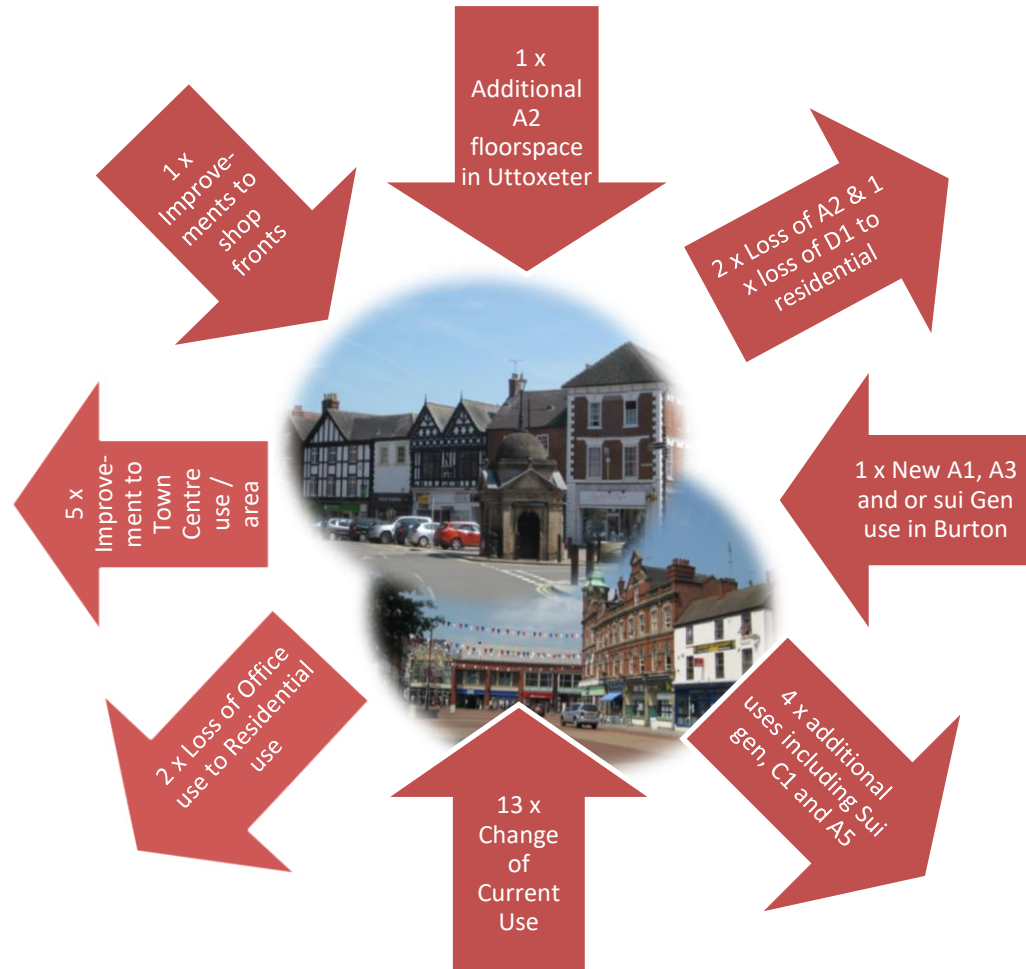 1 x
Additional
A2
floorspace
in Uttoxeter
2 x Loss of A2 & 1
x loss of D1 to
residential
1 x New A1, A3
and or sui Gen
use in Burton
4 x additional
uses including Sui
gen, C1 and A5
13 x
Change
of
Current
Use
2 x Loss of Office
use to Residential
use
5 x
Improve-
ment to
Town
Centre
use /
area
1 x
Improve-
ments to
shop
fronts